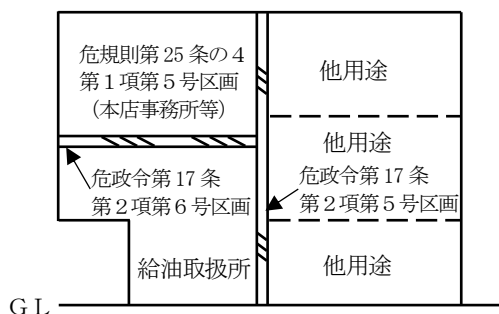 危規則第25条の4
第1項第5号区画
(本店事務所等)
他用途
他用途
危政令第17条
第2項第6号区画
危政令第17条
第2項第5号区画
給油取扱所
他用途
GL